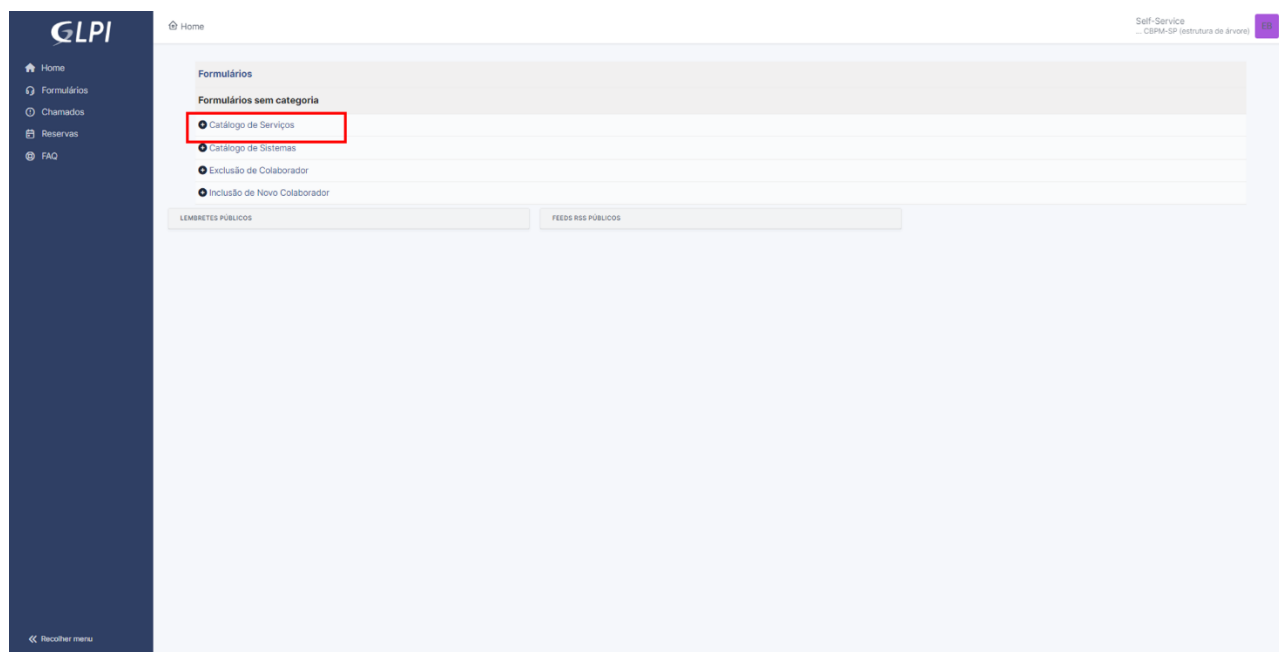 GLPI
Home
Self-Service
... CBPM-SP (estrutura de árvore)
Home
Formulários
Chamados
Reservas
FAQ
Formulários
Formulários sem categoria
Catálogo de Serviços
Catálogo de Sistemas
Exclusão de Colaborador
Inclusão de Novo Colaborador
LEMBRETES PÚBLICOS
FEEDS RSS PÚBLICOS
Recolher menu